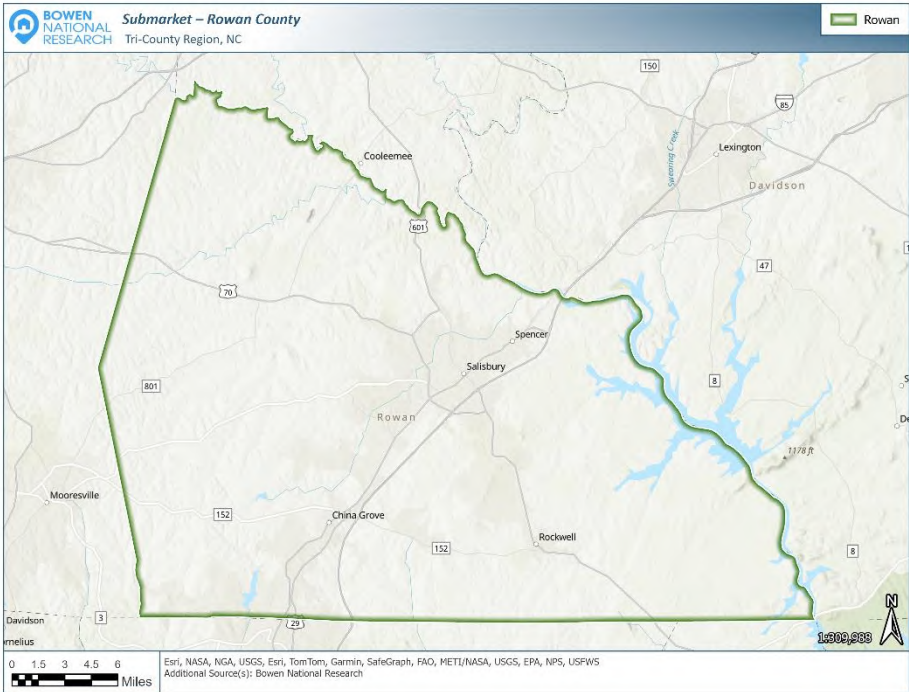 BOWEN
NATIONAL
RESEARCH
Submarket – Rowan County
Tri-County Region, NC
Rowan
150
85
Swearing Creek
Lexington
Cooleemee
Davidson
601
47
70
Spencer
Salisbury
8
801
Rowan
1178 ft
Mooresville
152
China Grove
152
Rockwell
8
3
29
Davidson
N
1:309,988
0 1.5 3 4.5 6
Miles
Esri, NASA, NGA, USGS, Esri, TomTom, Garmin, SafeGraph, FAO, METI/NASA, USGS, EPA, NPS, USFWS
Additional Source(s): Bowen National Research